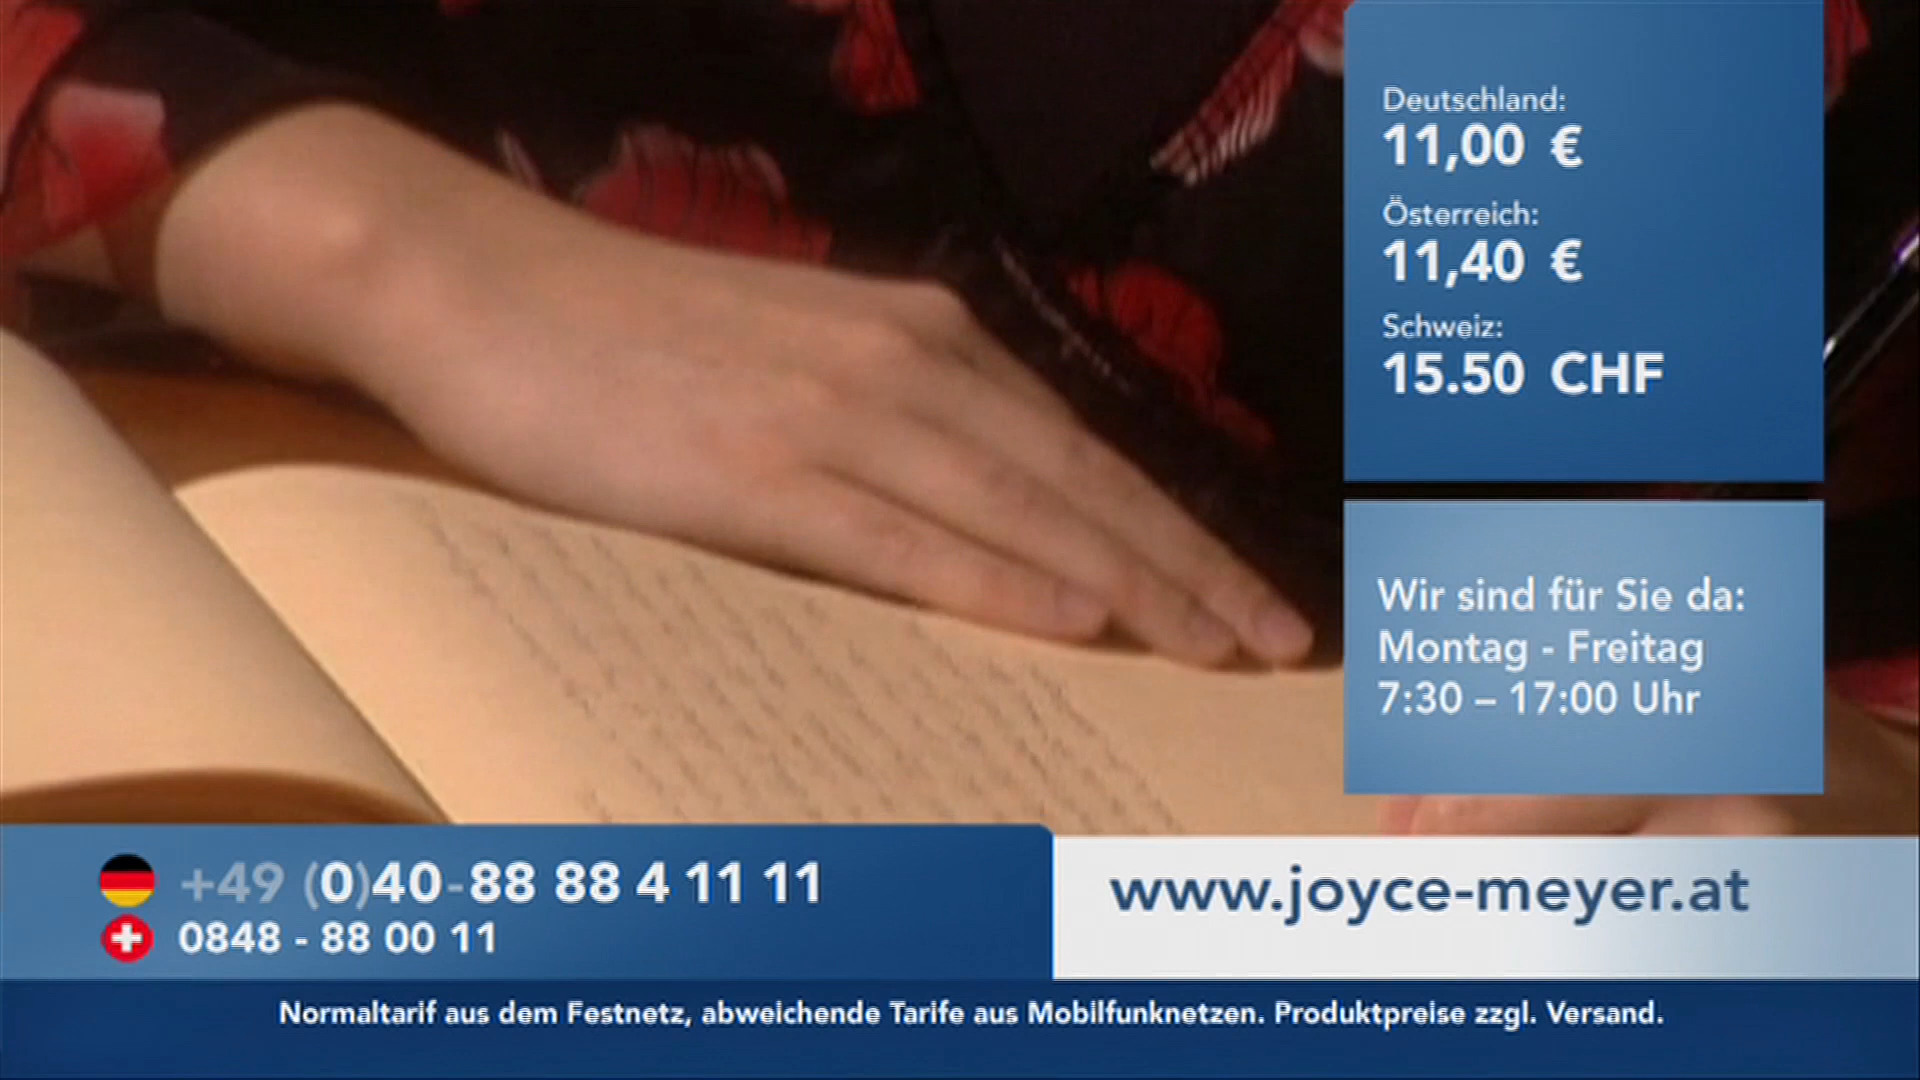 Deutschland:
11,00 €
Österreich:
11,40 €
Schweiz:
15.50 CHF
Wir sind für Sie da:
Montag - Freitag
7:30 – 17:00 Uhr
+49 (0)40-88 88 4 11 11
0848 - 88 00 11
www.joyce-meyer.at
Normaltarif aus dem Festnetz, abweichende Tarife aus Mobilfunknetzen. Produktpreise zzgl. Versand.